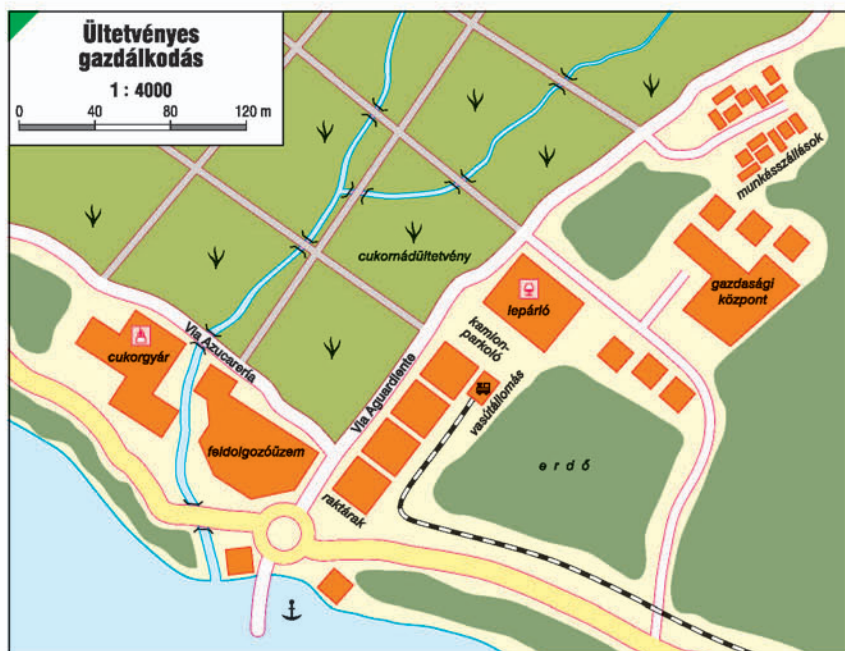 Ültetvényes
gazdálkodás
1 : 4000
0 40 80 120 m
munkásszállások
cukornádültetvény
gazdasági
központ
lepárló
kamion-
parkoló
Via Azucarería
cukorgyár
Via Aguardiente
vasútállomás
feldolgozóüzem
erdő
raktárak